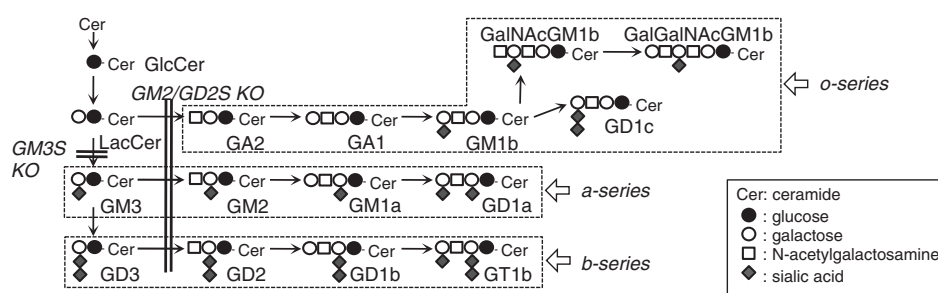 Cer
GalNAcGM1b GalGalNAcGM1b
Cer GlcCer Cer Cer
GM2/GD2S KO
o-series
Cer Cer Cer Cer Cer
GM3S KO
LacCer GA2 GA1 GM1b GD1c
Cer Cer Cer Cer
a-series
GM3 GM2 GM1a GD1a
Cer Cer Cer Cer
b-series
GD3 GD2 GD1b GT1b
Cer: ceramide
: glucose
: galactose
: N-acetylgalactosamine
: sialic acid